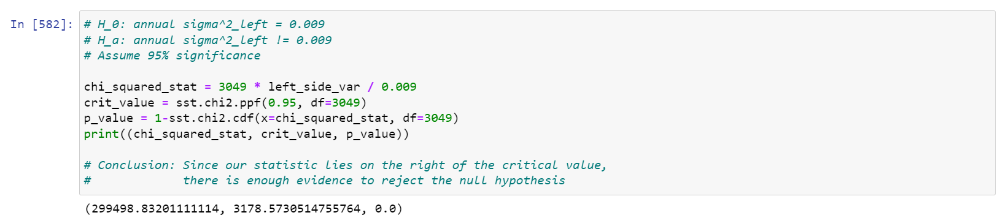 In [582]: # H_0: annual sigma^2_left = 0.009
# H_a: annual sigma^2_left != 0.009
# Assume 95% significance
chi_squared_stat = 3049 * left_side_var / 0.009
crit_value = sst.chi2.ppf(0.95, df=3049)
p_value = 1-sst.chi2.cdf(x=chi_squared_stat, df=3049)
print((chi_squared_stat, crit_value, p_value))
# Conclusion: Since our statistic lies on the right of the critical value,
#             there is enough evidence to reject the null hypothesis
(299498.83201111114, 3178.5730514755764, 0.0)